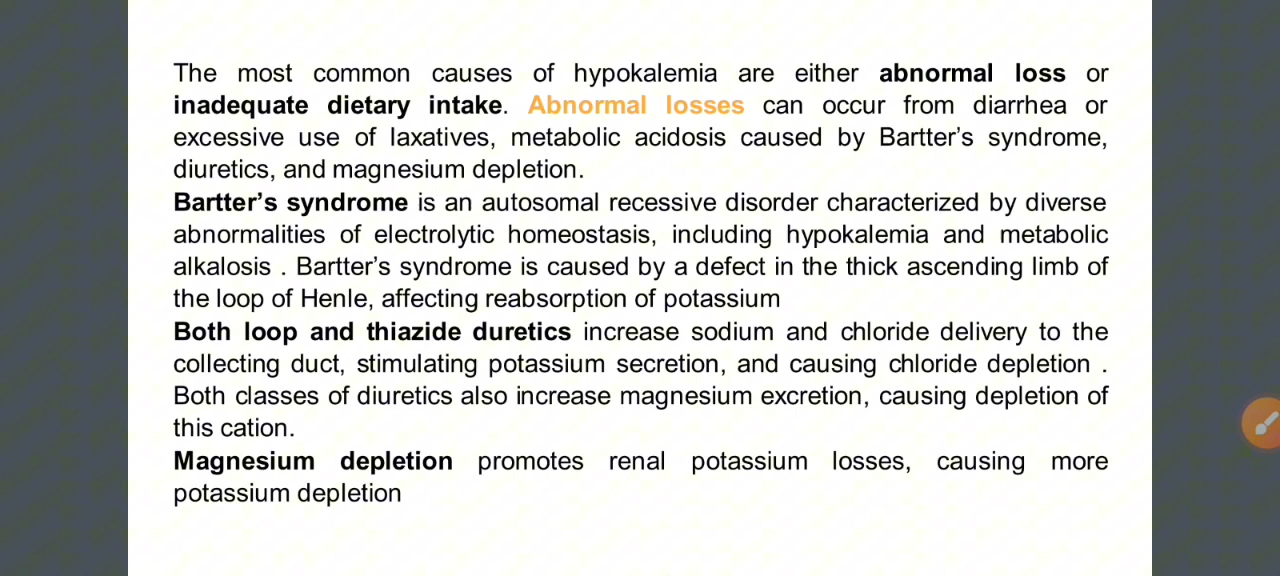 The most common causes of hypokalemia are either abnormal loss or
inadequate dietary intake. Abnormal losses can occur from diarrhea or
excessive use of laxatives, metabolic acidosis caused by Bartter’s syndrome,
diuretics, and magnesium depletion.
Bartter’s syndrome is an autosomal recessive disorder characterized by diverse
abnormalities of electrolytic homeostasis, including hypokalemia and metabolic
alkalosis . Bartter’s syndrome is caused by a defect in the thick ascending limb of
the loop of Henle, affecting reabsorption of potassium
Both loop and thiazide duretics increase sodium and chloride delivery to the
collecting duct, stimulating potassium secretion, and causing chloride depletion .
Both classes of diuretics also increase magnesium excretion, causing depletion of
this cation.
Magnesium depletion promotes renal potassium losses, causing more
potassium depletion